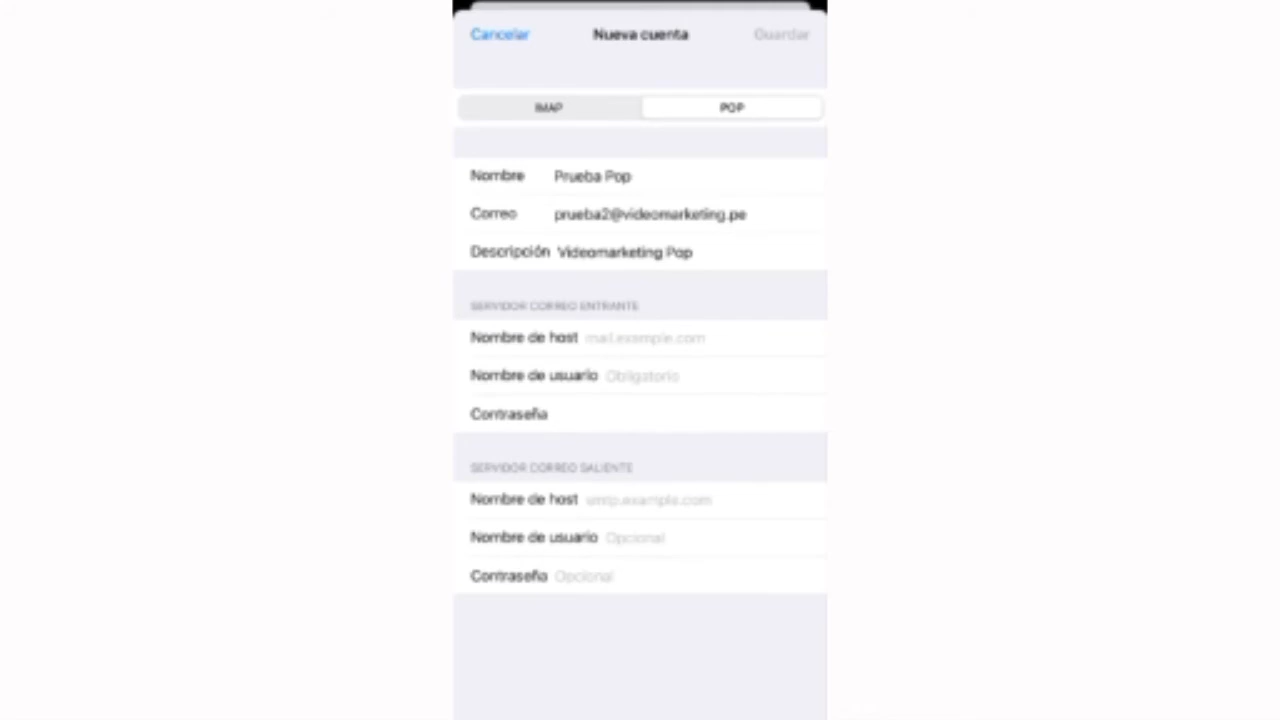 Cancelar Nueva cuenta Guardar
IMAP POP
Nombre Prueba Pop
Correo prueba2@videomarketing.pe
Descripción Videomarketing Pop
SERVIDOR CORREO ENTRANTE
Nombre de host mail.example.com
Nombre de usuario Obligatorio
Contraseña
SERVIDOR CORREO SALIENTE
Nombre de host smtp.example.com
Nombre de usuario Opcional
Contraseña Opcional